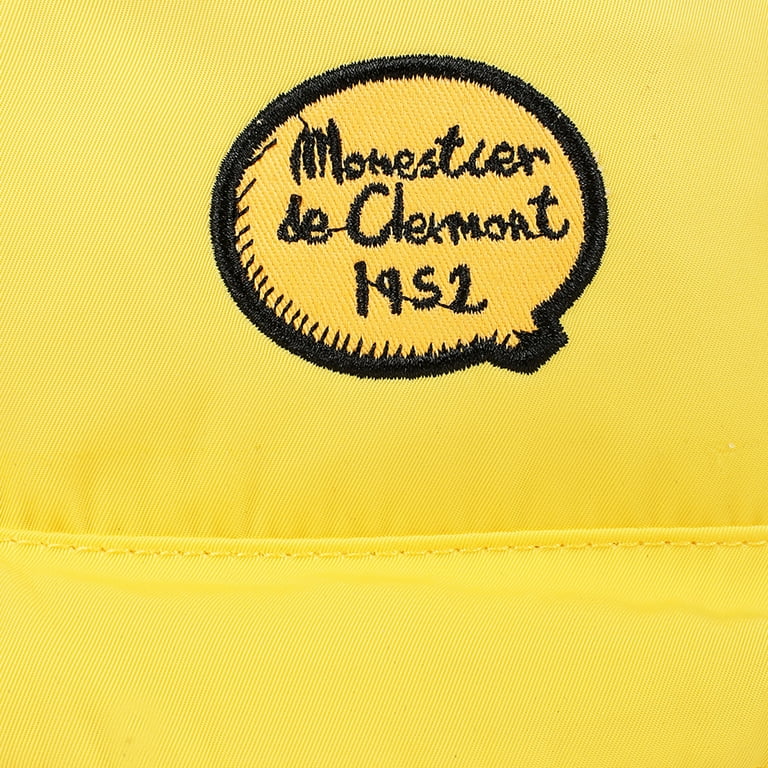 Monestier
de Clermont
1952